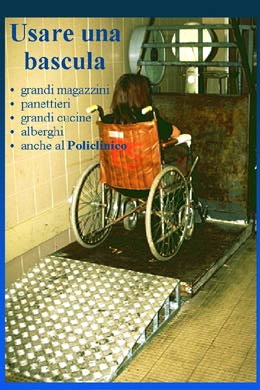 Usare una
bascula
• grandi magazzini
• panettieri
• grandi cucine
• alberghi
• anche al Policlinico